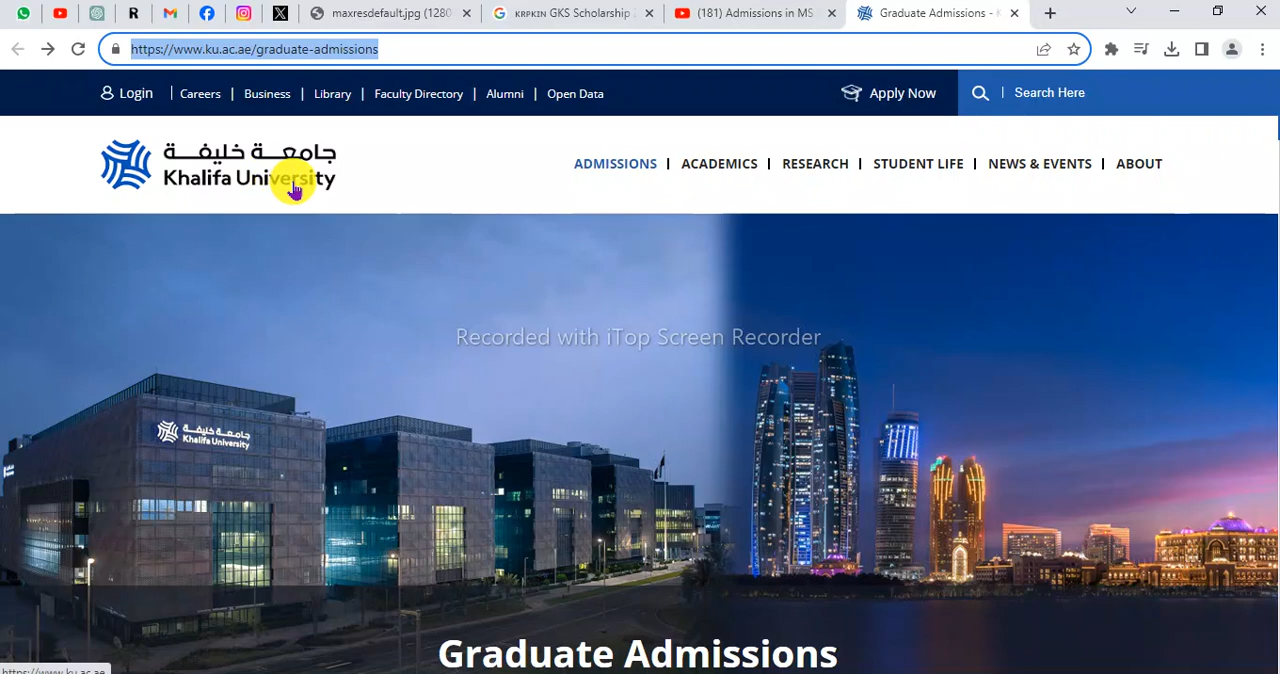 maxresdefault.jpg (1280
KRPKIN GKS Scholarship 2
(181) Admissions in MS
Graduate Admissions - K
https://www.ku.ac.ae/graduate-admissions
Login
Careers
Business
Library
Faculty Directory
Alumni
Open Data
Apply Now
Search Here
جامعة خليفة
Khalifa University
ADMISSIONS
ACADEMICS
RESEARCH
STUDENT LIFE
NEWS & EVENTS
ABOUT
Recorded with iTop Screen Recorder
جامعة خليفة
Khalifa University
Graduate Admissions
https://www.ku.ac.ae